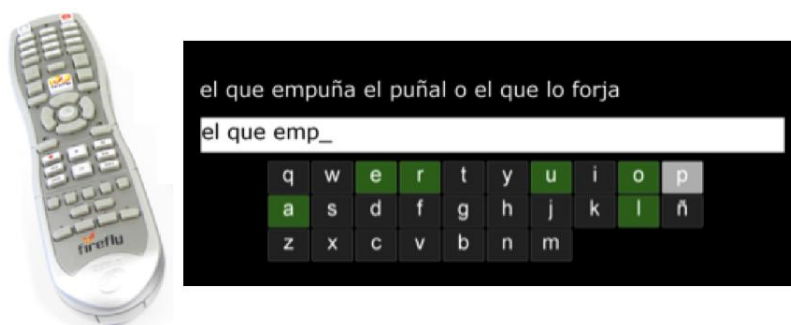 el que empuña el puñal o el que lo forja
el que emp_
q w e r t y u i o p
a s d f g h j k l ñ
z x c v b n m
firefly